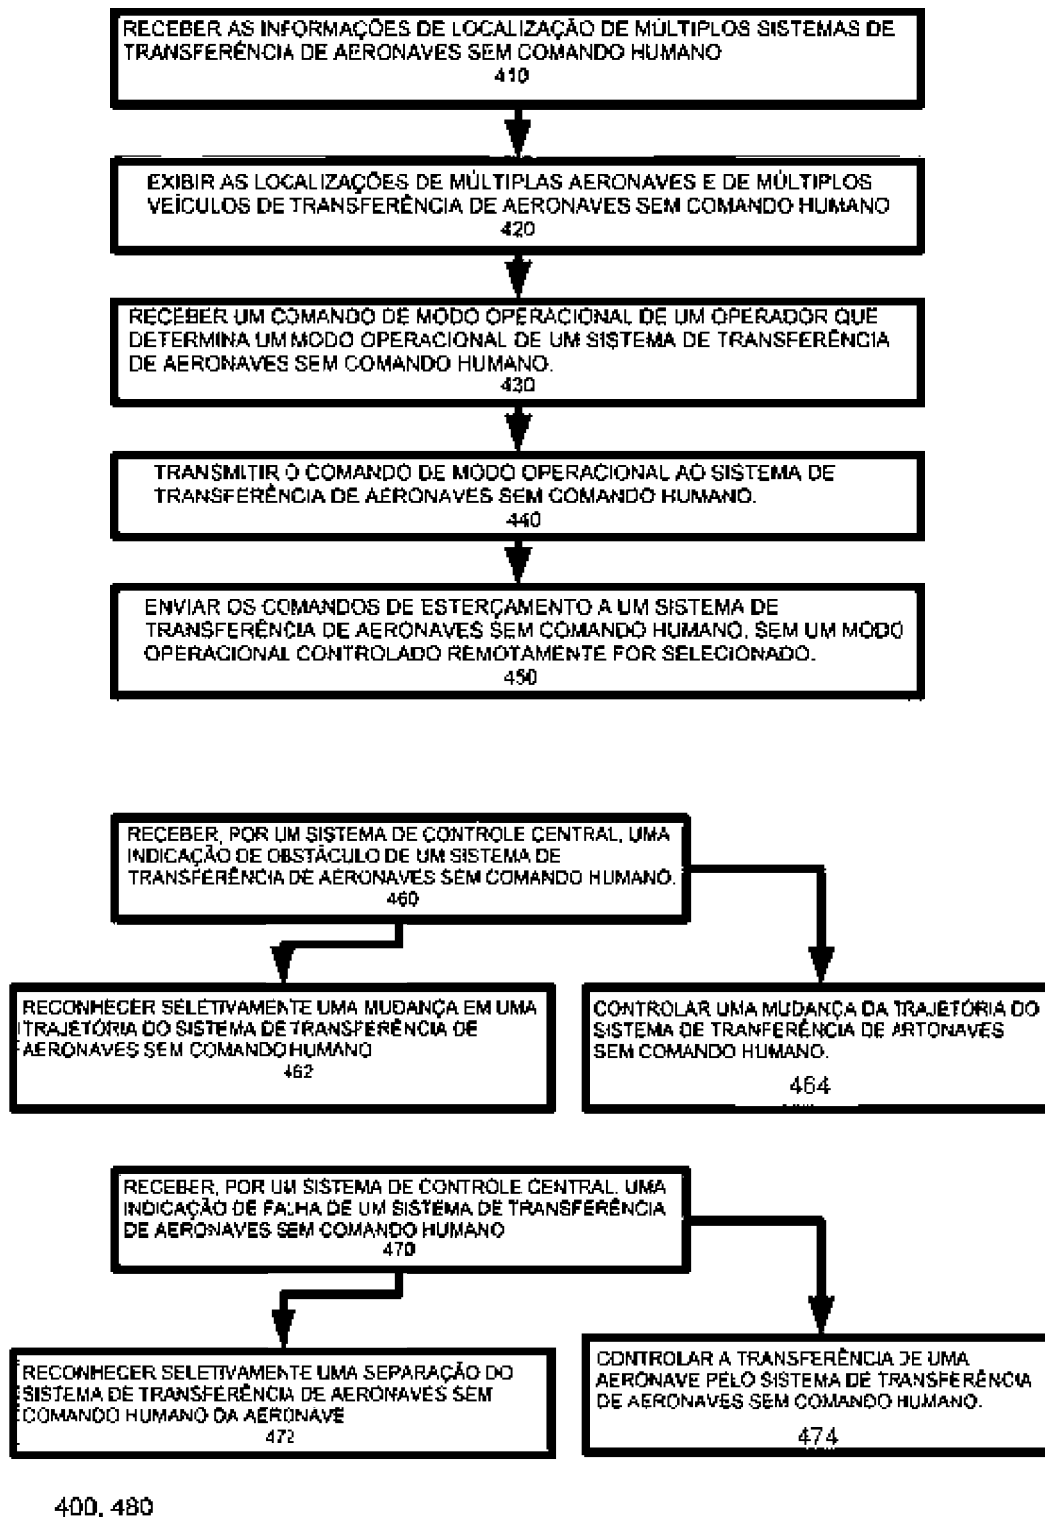 RECEBER AS INFORMAÇÕES DE LOCALIZAÇÃO DE MÚLTIPLOS SISTEMAS DE
TRANSFERÊNCIA DE AERONAVES SEM COMANDO HUMANO
410
EXIBIR AS LOCALIZAÇÕES DE MÚLTIPLAS AERONAVES E DE MÚLTIPLOS
VEÍCULOS DE TRANSFERÊNCIA DE AERONAVES SEM COMANDO HUMANO
420
RECEBER UM COMANDO DE MODO OPERACIONAL DE UM OPERADOR QUE
DETERMINA UM MODO OPERACIONAL DE UM SISTEMA DE TRANSFERÊNCIA
DE AERONAVES SEM COMANDO HUMANO.
430
TRANSMITIR O COMANDO DE MODO OPERACIONAL AO SISTEMA DE
TRANSFERÊNCIA DE AERONAVES SEM COMANDO HUMANO.
440
ENVIAR OS COMANDOS DE ESTERÇAMENTO A UM SISTEMA DE
TRANSFERÊNCIA DE AERONAVES SEM COMANDO HUMANO, SEM UM MODO
OPERACIONAL CONTROLADO REMOTAMENTE FOR SELECIONADO.
450
RECEBER, POR UM SISTEMA DE CONTROLE CENTRAL, UMA
INDICAÇÃO DE OBSTÁCULO DE UM SISTEMA DE
TRANSFERÊNCIA DE AERONAVES SEM COMANDO HUMANO.
460
RECONHECER SELETIVAMENTE UMA MUDANÇA EM UMA
TRAJETÓRIA DO SISTEMA DE TRANSFERÊNCIA DE
AERONAVES SEM COMANDO HUMANO
462
CONTROLAR UMA MUDANÇA DA TRAJETÓRIA DO
SISTEMA DE TRANFERÊNCIA DE ARTONAVES
SEM COMANDO HUMANO.
464
RECEBER, POR UM SISTEMA DE CONTROLE CENTRAL, UMA
INDICAÇÃO DE FALHA DE UM SISTEMA DE TRANSFERÊNCIA
DE AERONAVES SEM COMANDO HUMANO
470
RECONHECER SELETIVAMENTE UMA SEPARAÇÃO DO
SISTEMA DE TRANSFERÊNCIA DE AERONAVES SEM
COMANDO HUMANO DA AERONAVE
472
CONTROLAR A TRANSFERÊNCIA DE UMA
AERONAVE PELO SISTEMA DE TRANSFERÊNCIA
DE AERONAVES SEM COMANDO HUMANO.
474
400, 480